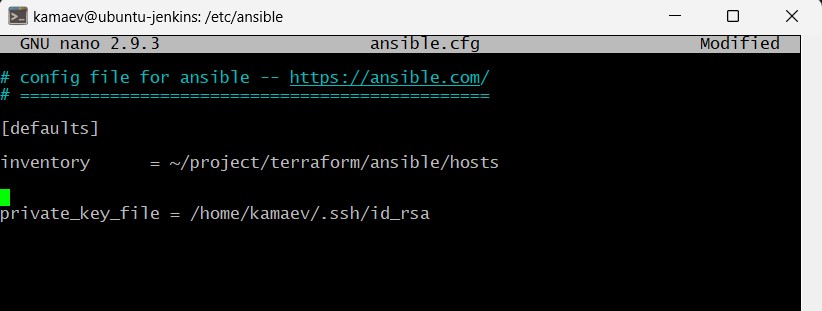 kamaev@ubuntu-jenkins: /etc/ansible
GNU nano 2.9.3 ansible.cfg Modified
# config file for ansible -- https://ansible.com/
# ===============================================
[defaults]
inventory      = ~/project/terraform/ansible/hosts
private_key_file = /home/kamaev/.ssh/id_rsa